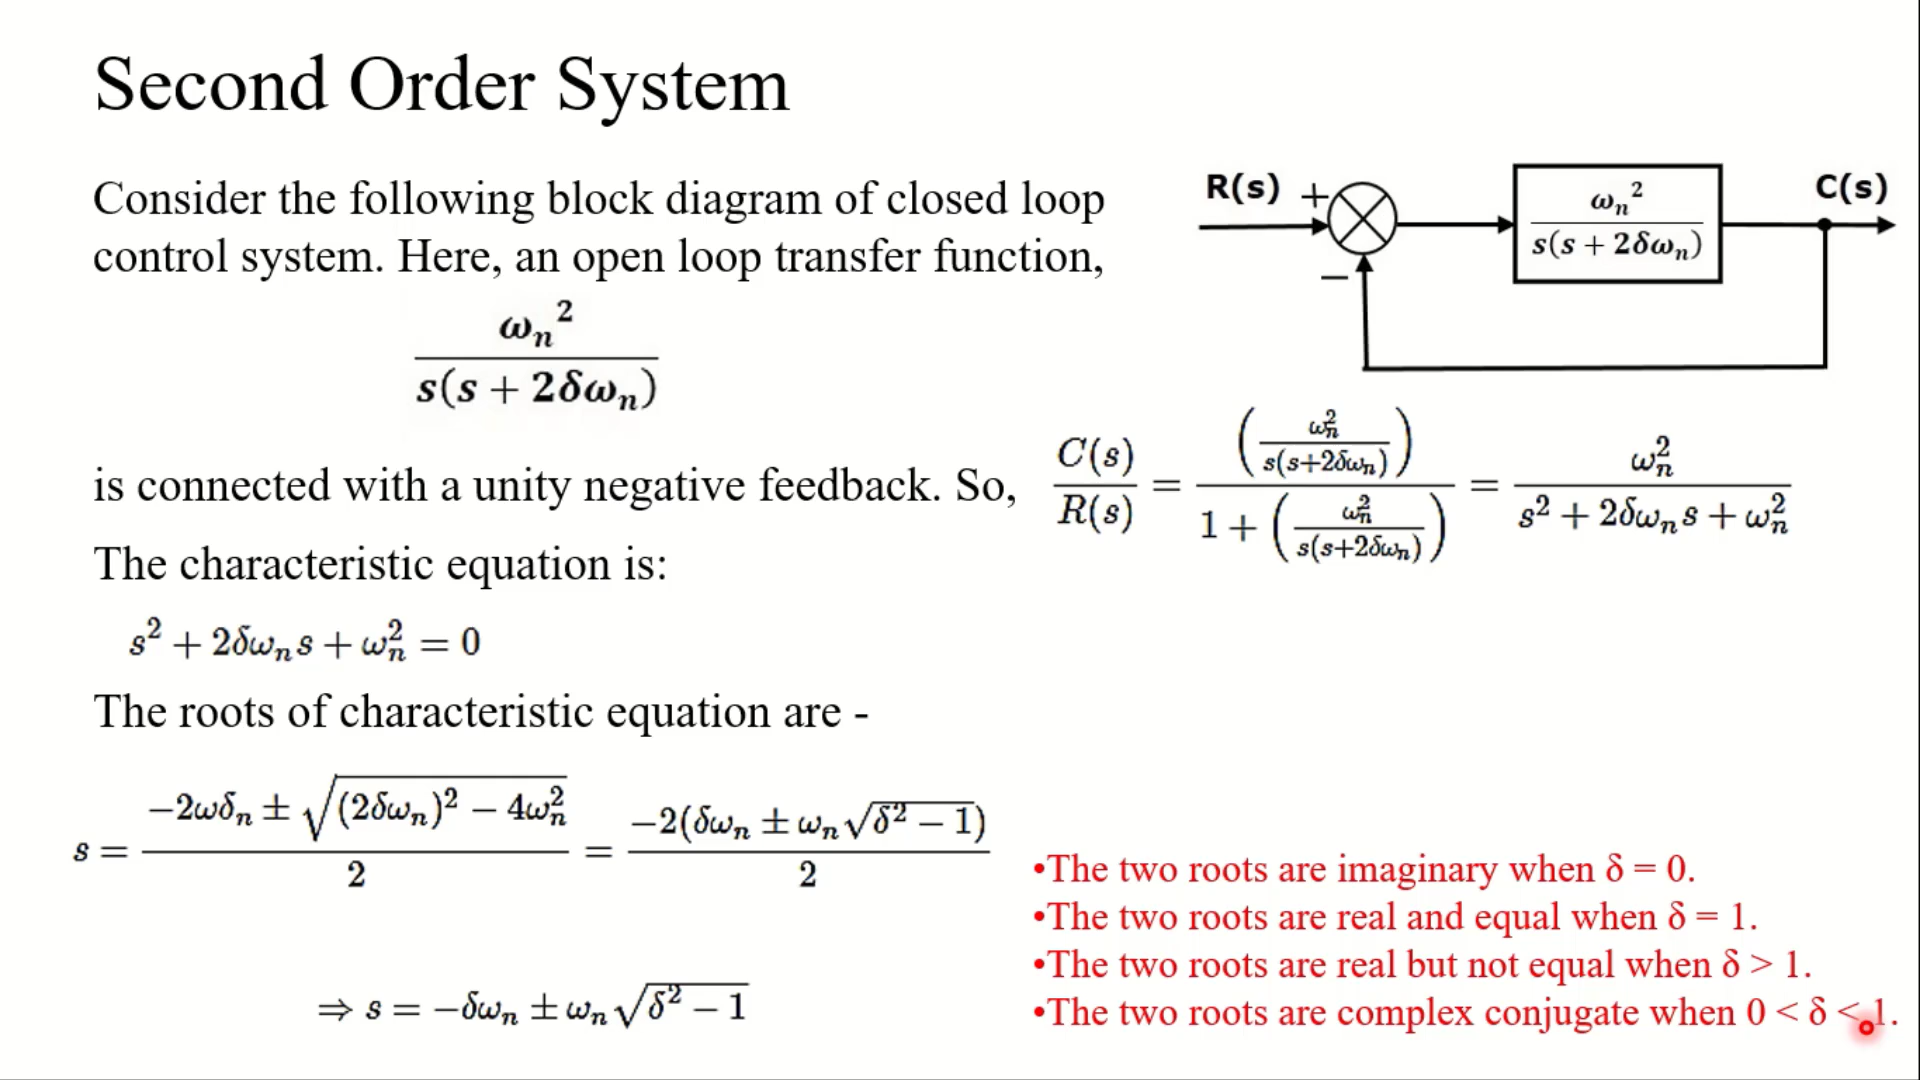 Second Order System
Consider the following block diagram of closed loop
control system. Here, an open loop transfer function,
ωₙ²
s(s + 2δωₙ)
R(s) + −
ωₙ²
s(s + 2δωₙ)
C(s)
is connected with a unity negative feedback. So,
C(s)/R(s) = (ωₙ²/s(s+2δωₙ)) / (1 + (ωₙ²/s(s+2δωₙ))) = ωₙ²/(s² + 2δωₙs + ωₙ²)
The characteristic equation is:
s² + 2δωₙs + ωₙ² = 0
The roots of characteristic equation are -
s = (−2ωδₙ ± √((2δωₙ)² − 4ωₙ²))/2 = −2(δωₙ ± ωₙ√(δ² − 1))/2
⇒ s = −δωₙ ± ωₙ√(δ² − 1)
•The two roots are imaginary when δ = 0.
•The two roots are real and equal when δ = 1.
•The two roots are real but not equal when δ > 1.
•The two roots are complex conjugate when 0 < δ < 1.